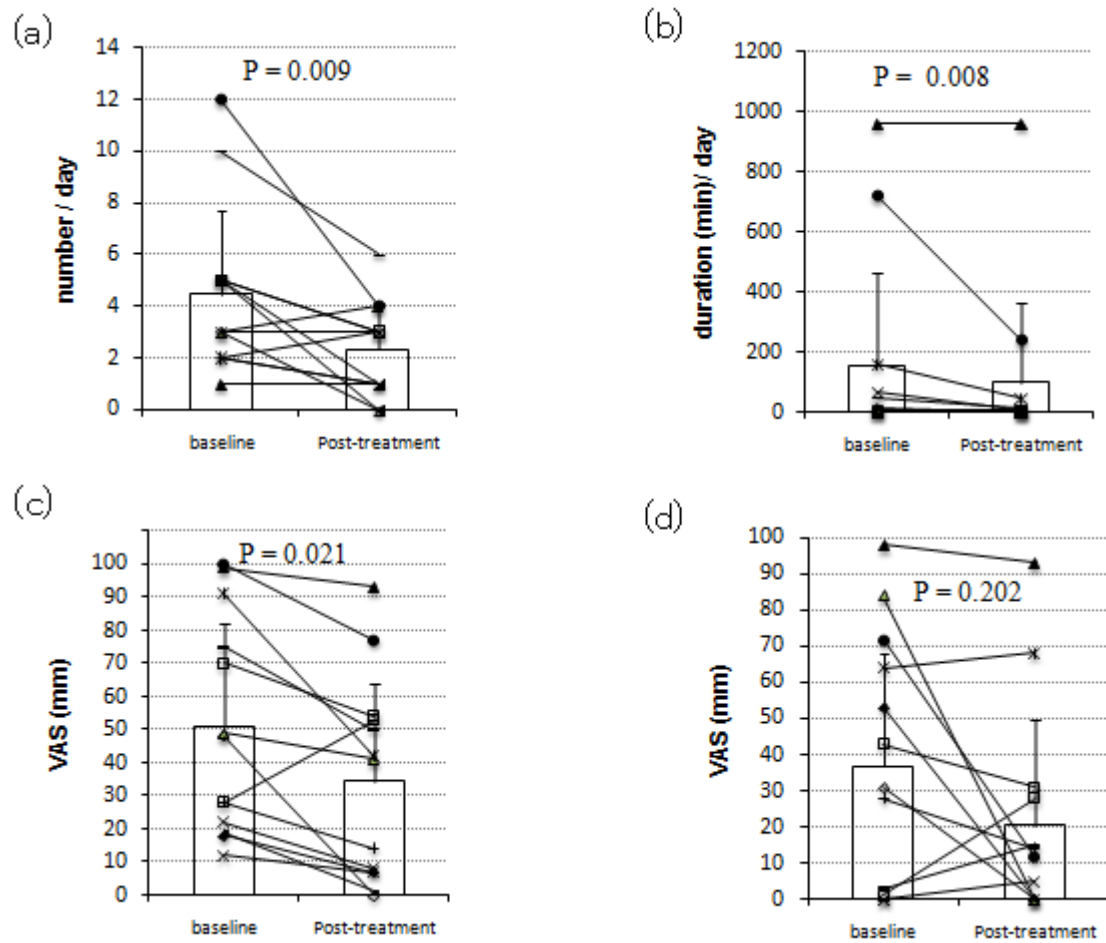 (a)
14
12
10
8
6
4
2
0
number / day
P = 0.009
baseline
Post-treatment
(b)
1200
1000
800
600
400
200
0
duration (min)/ day
P = 0.008
baseline
Post-treatment
(c)
100
90
80
70
60
50
40
30
20
10
0
VAS (mm)
P = 0.021
baseline
Post-treatment
(d)
100
90
80
70
60
50
40
30
20
10
0
VAS (mm)
P = 0.202
baseline
Post-treatment